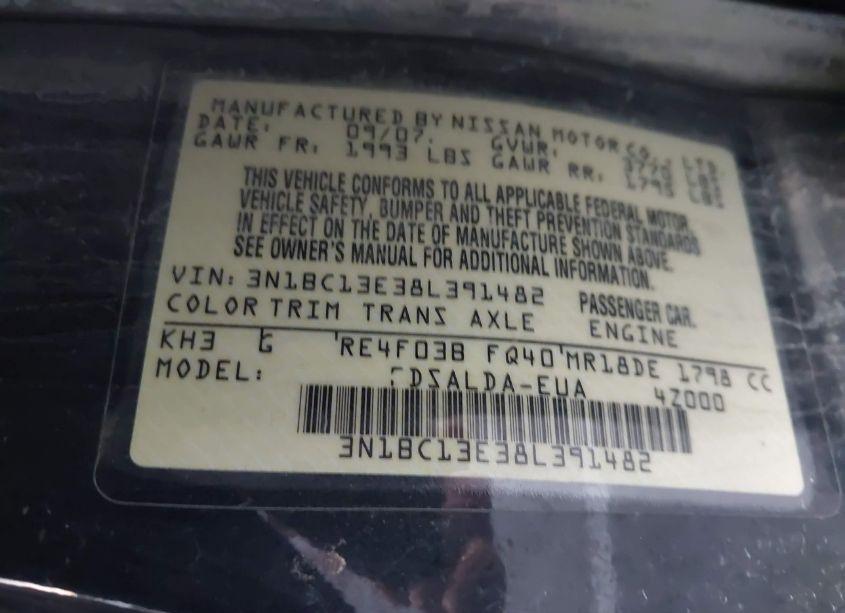 MANUFACTURED BY NISSAN MOTOR CO., LTD.
DATE: 09/07. GVWR:
GAWR FR: 1993 LBS GAWR RR: LBS
THIS VEHICLE CONFORMS TO ALL APPLICABLE FEDERAL MOTOR
VEHICLE SAFETY, BUMPER AND THEFT PREVENTION STANDARDS
IN EFFECT ON THE DATE OF MANUFACTURE SHOWN ABOVE.
SEE OWNER'S MANUAL FOR ADDITIONAL INFORMATION.
VIN: 3N1BC13E38L391482 PASSENGER CAR.
COLOR TRIM TRANS AXLE ENGINE
KH3 G RE4F03B FQ40 MR18DE 1798 CC
MODEL: 4Z000
3N1BC13E38L391482